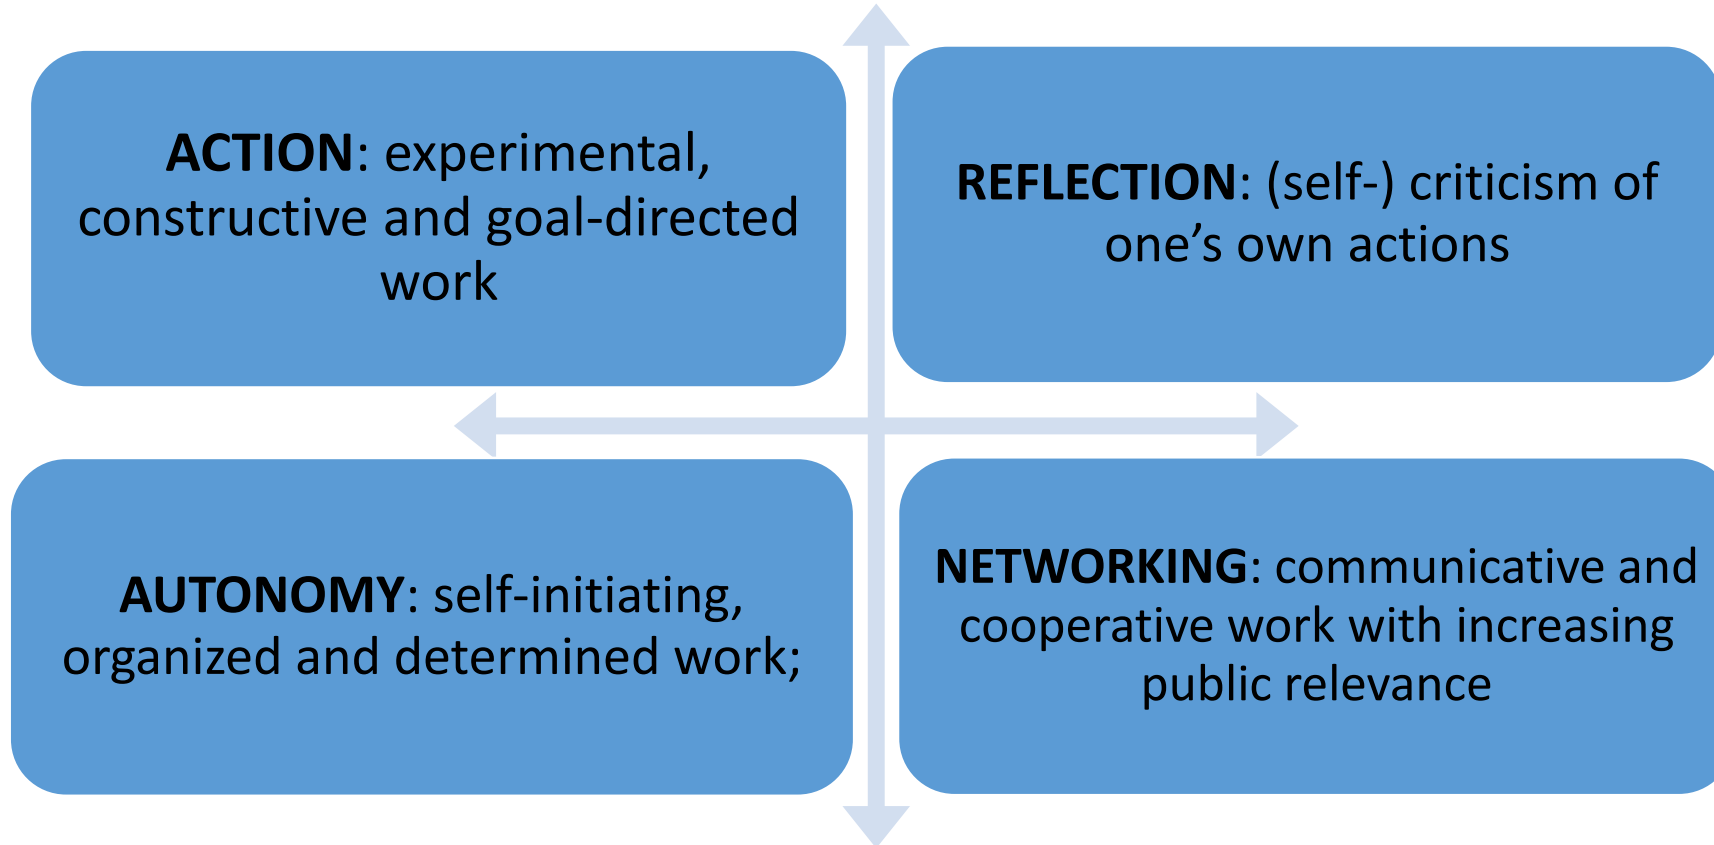 ACTION: experimental,
constructive and goal-directed
work
REFLECTION: (self-) criticism of
one’s own actions
AUTONOMY: self-initiating,
organized and determined work;
NETWORKING: communicative and
cooperative work with increasing
public relevance